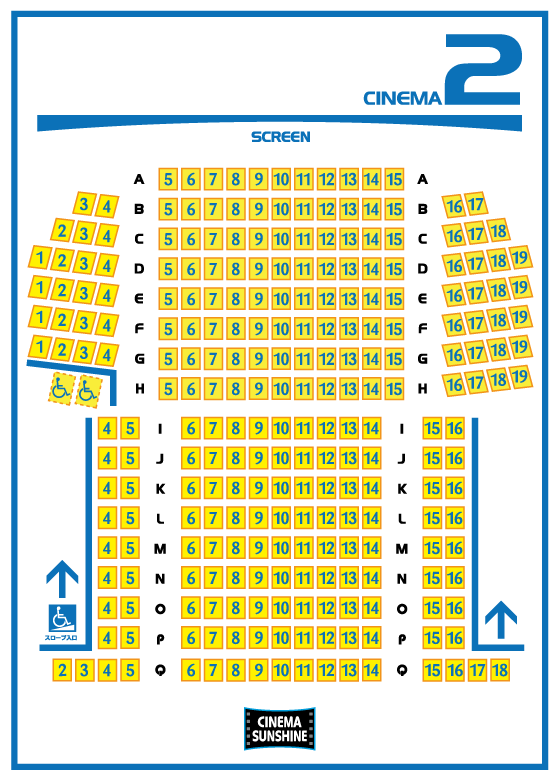 CINEMA 2
SCREEN
A 5 6 7 8 9 10 11 12 13 14 15 A
3 4 B 5 6 7 8 9 10 11 12 13 14 15 B 16 17
2 3 4 C 5 6 7 8 9 10 11 12 13 14 15 C 16 17 18
1 2 3 4 D 5 6 7 8 9 10 11 12 13 14 15 D 16 17 18 19
1 2 3 4 E 5 6 7 8 9 10 11 12 13 14 15 E 16 17 18 19
1 2 3 4 F 5 6 7 8 9 10 11 12 13 14 15 F 16 17 18 19
1 2 3 4 G 5 6 7 8 9 10 11 12 13 14 15 G 16 17 18 19
H 5 6 7 8 9 10 11 12 13 14 15 H 16 17 18 19
4 5 I 6 7 8 9 10 11 12 13 14 I 15 16
4 5 J 6 7 8 9 10 11 12 13 14 J 15 16
4 5 K 6 7 8 9 10 11 12 13 14 K 15 16
4 5 L 6 7 8 9 10 11 12 13 14 L 15 16
4 5 M 6 7 8 9 10 11 12 13 14 M 15 16
4 5 N 6 7 8 9 10 11 12 13 14 N 15 16
4 5 O 6 7 8 9 10 11 12 13 14 O 15 16
スロープ入口
4 5 P 6 7 8 9 10 11 12 13 14 P 15 16
2 3 4 5 Q 6 7 8 9 10 11 12 13 14 Q 15 16 17 18
CINEMA
SUNSHINE